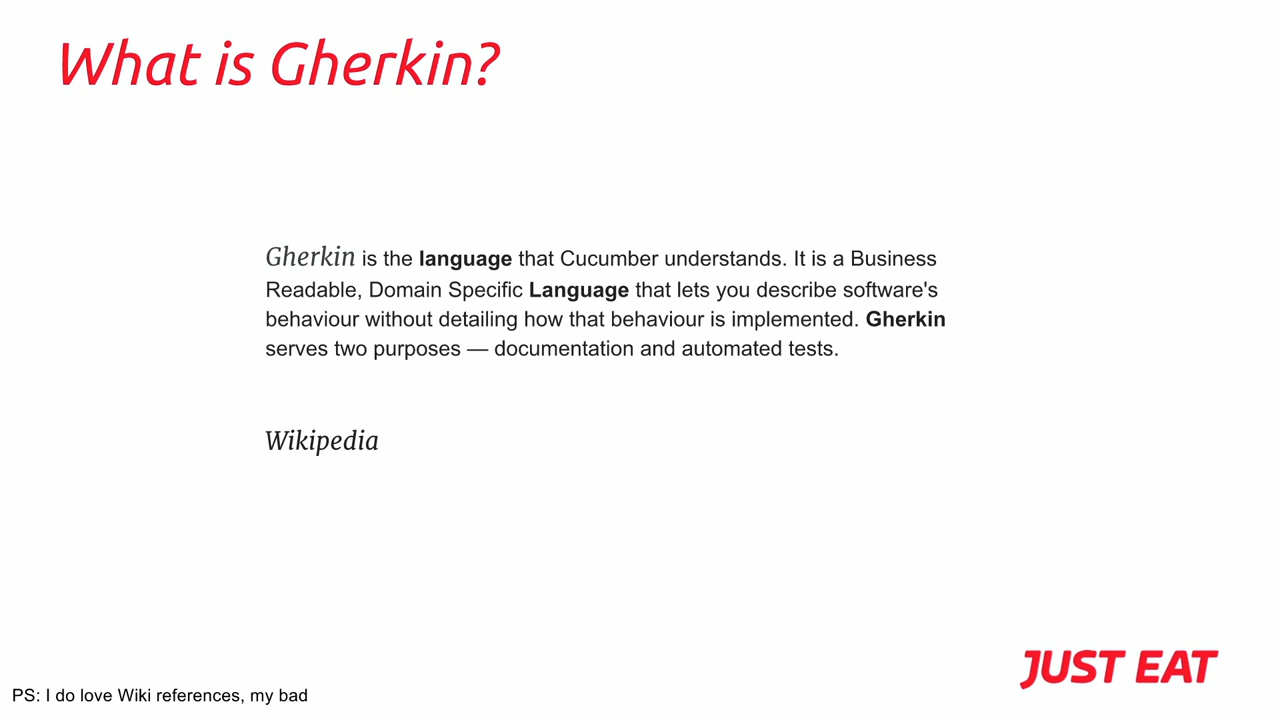 What is Gherkin?
Gherkin is the language that Cucumber understands. It is a Business
Readable, Domain Specific Language that lets you describe software's
behaviour without detailing how that behaviour is implemented. Gherkin
serves two purposes — documentation and automated tests.
Wikipedia
JUST EAT
PS: I do love Wiki references, my bad